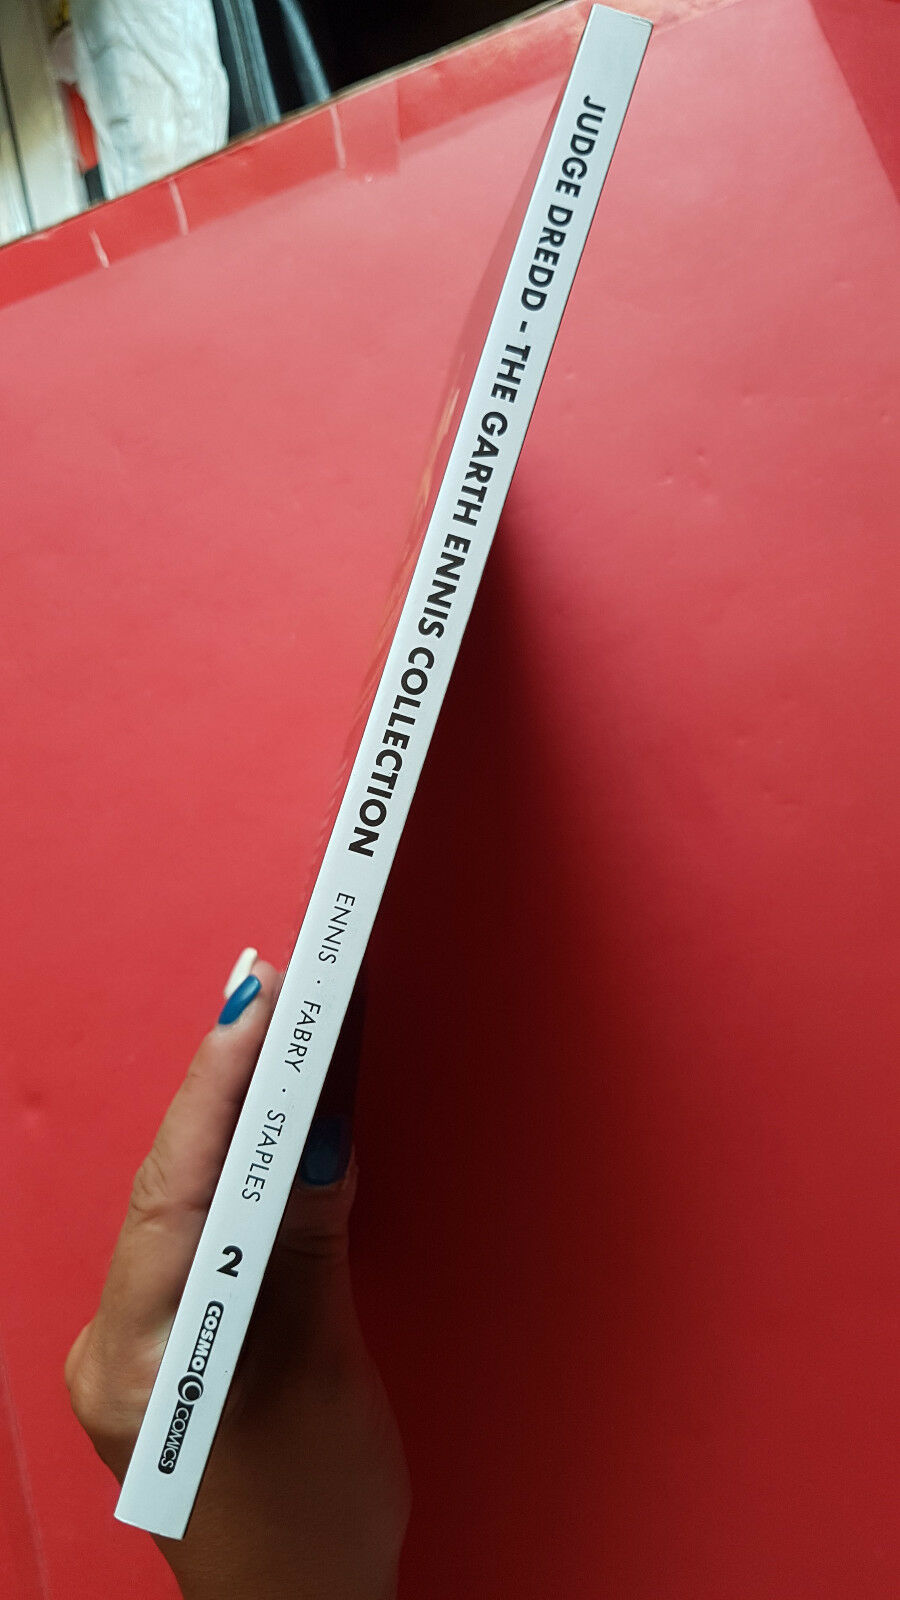 JUDGE DREDD - THE GARTH ENNIS COLLECTION ENNIS · FABRY · STAPLES 2 COSMO COMICS